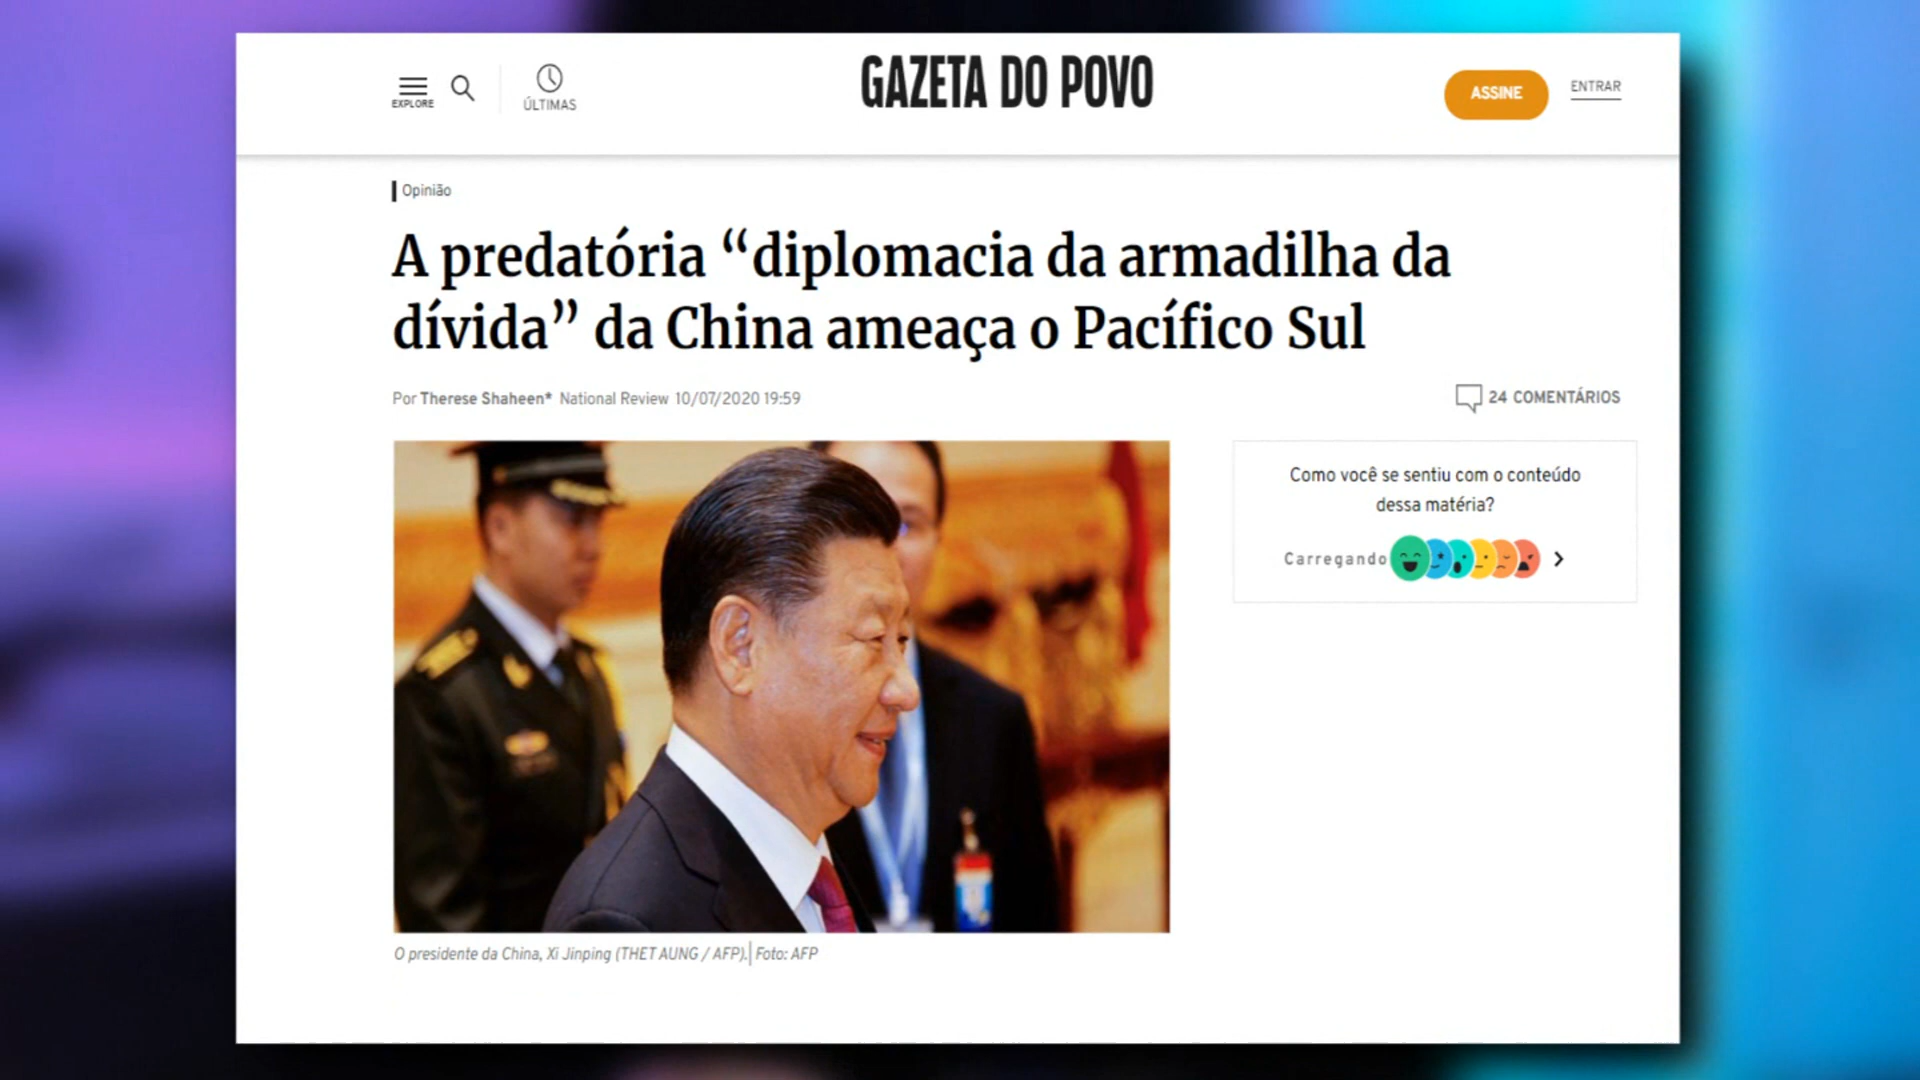 EXPLORE
ÚLTIMAS
GAZETA DO POVO
ASSINE
ENTRAR
Opinião
A predatória “diplomacia da armadilha da
dívida” da China ameaça o Pacífico Sul
Por Therese Shaheen* National Review 10/07/2020 19:59
24 COMENTÁRIOS
Como você se sentiu com o conteúdo
dessa matéria?
Carregando
O presidente da China, Xi Jinping (THET AUNG / AFP).| Foto: AFP